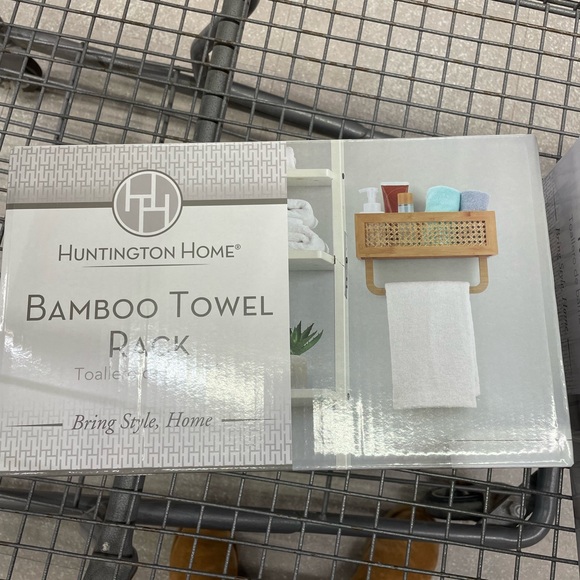 HUNTINGTON HOME®
BAMBOO TOWEL
RACK
Bring Style, Home